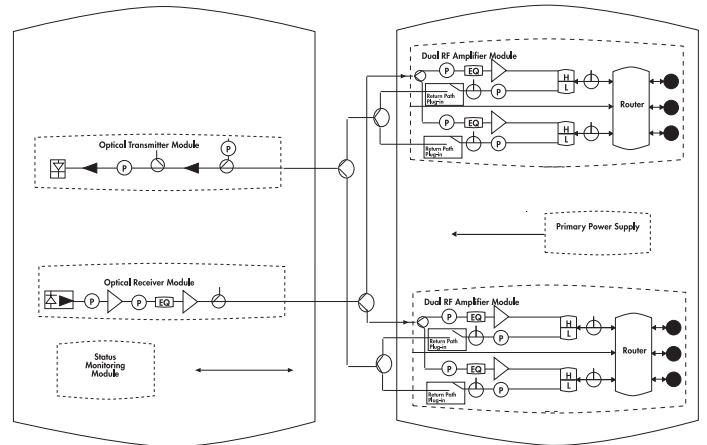 Dual RF Amplifier Module
P
EQ
H
L
Return Path
Plug-in
P
Router
P
EQ
H
L
Return Path
Plug-in
P
Optical Transmitter Module
P
P
Primary Power Supply
Optical Receiver Module
P
P
EQ
Status
Monitoring
Module
Dual RF Amplifier Module
P
EQ
H
L
Return Path
Plug-in
P
Router
P
EQ
H
L
Return Path
Plug-in
P